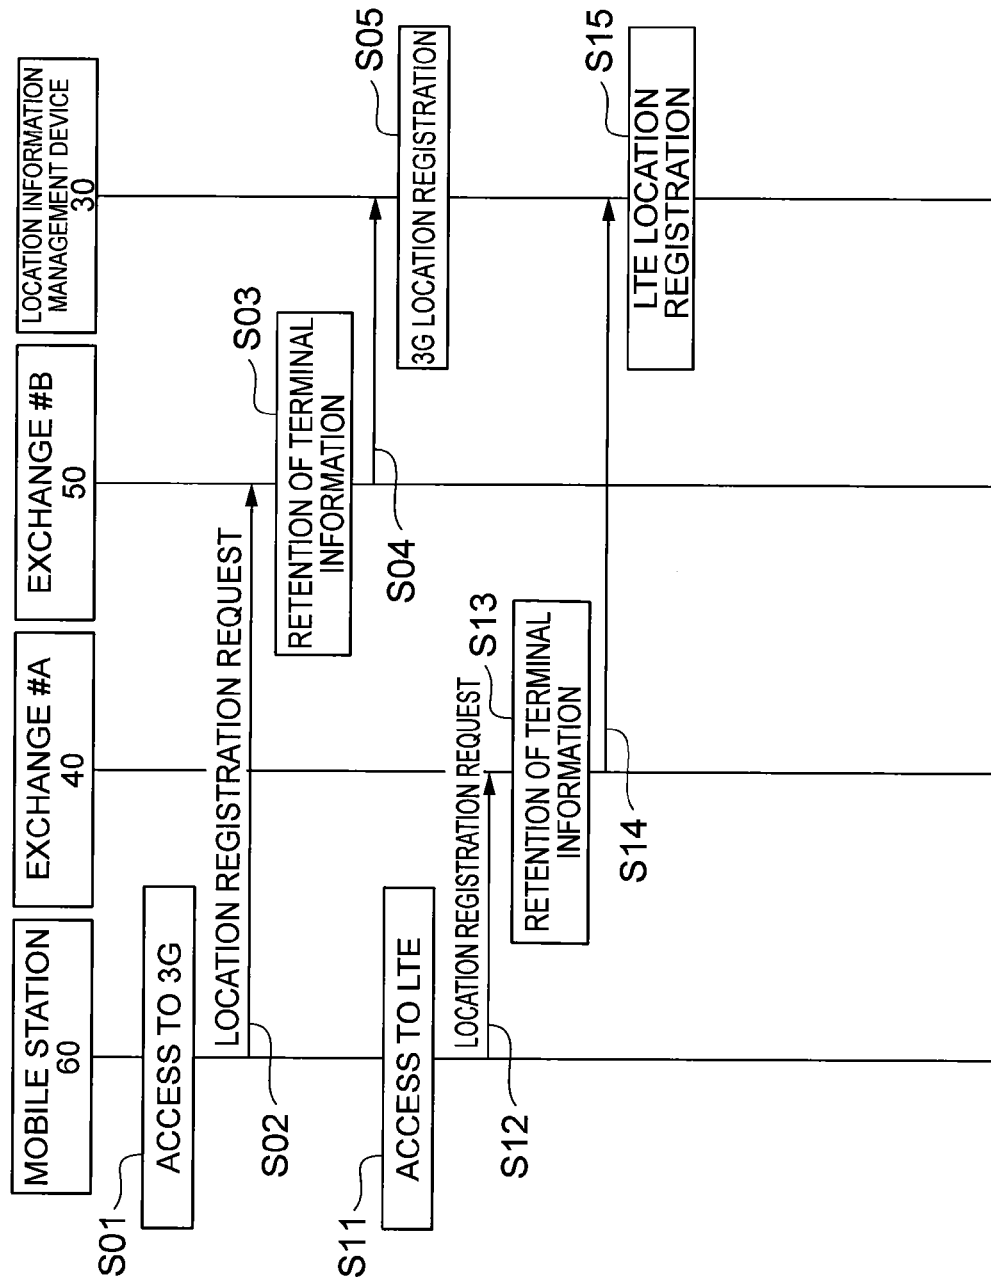 MOBILE STATION
60
EXCHANGE #A
40
EXCHANGE #B
50
LOCATION INFORMATION
MANAGEMENT DEVICE
30
S01
ACCESS TO 3G
LOCATION REGISTRATION REQUEST
S02
S03
RETENTION OF TERMINAL
INFORMATION
S04
S05
3G LOCATION REGISTRATION
S11
ACCESS TO LTE
LOCATION REGISTRATION REQUEST
S12
S13
RETENTION OF TERMINAL
INFORMATION
S14
S15
LTE LOCATION
REGISTRATION